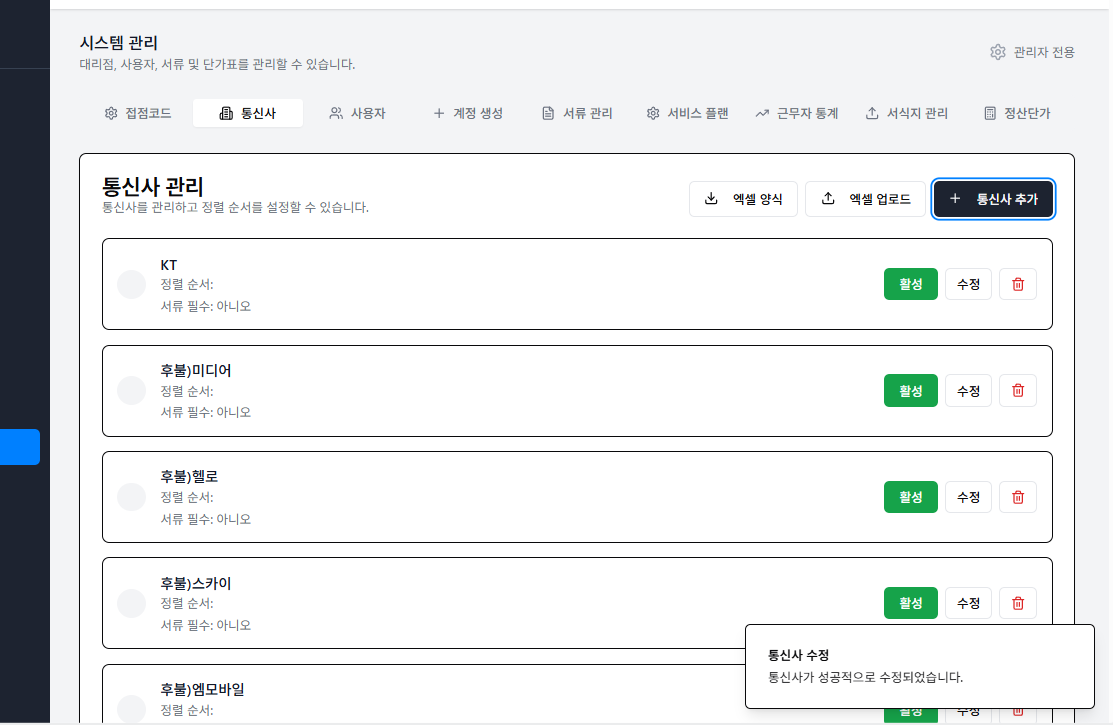 시스템 관리
대리점, 사용자, 서류 및 단가표를 관리할 수 있습니다.
관리자 전용
접점코드
통신사
사용자
계정 생성
서류 관리
서비스 플랜
근무자 통계
서식지 관리
정산단가
통신사 관리
통신사를 관리하고 정렬 순서를 설정할 수 있습니다.
엑셀 양식
엑셀 업로드
통신사 추가
KT
정렬 순서:
서류 필수: 아니오
활성
수정
후불)미디어
정렬 순서:
서류 필수: 아니오
활성
수정
후불)헬로
정렬 순서:
서류 필수: 아니오
활성
수정
후불)스카이
정렬 순서:
서류 필수: 아니오
활성
수정
후불)엠모바일
정렬 순서:
활성
수정
통신사 수정
통신사가 성공적으로 수정되었습니다.